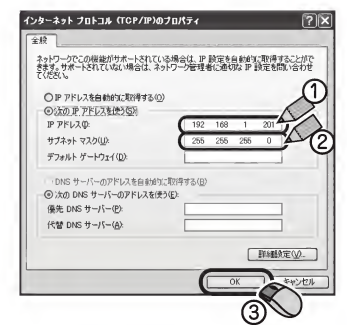 インターネット プロトコル (TCP/IP)のプロパティ
全般
ネットワークでこの機能がサポートされている場合は、IP 設定を自動的に取得することがで
きます。サポートされていない場合は、ネットワーク管理者に適切な IP 設定を問い合わせ
てください。
IP アドレスを自動的に取得する(O)
次の IP アドレスを使う(S):
IP アドレス(I): 192 168 1 201
①
サブネット マスク(U): 255 255 255 0
②
デフォルト ゲートウェイ(D):
DNS サーバーのアドレスを自動的に取得する(B)
次の DNS サーバーのアドレスを使う(E):
優先 DNS サーバー(P):
代替 DNS サーバー(A):
詳細設定(V)...
OK キャンセル
③